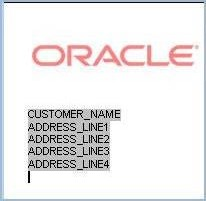 ORACLE
CUSTOMER_NAME
ADDRESS_LINE1
ADDRESS_LINE2
ADDRESS_LINE3
ADDRESS_LINE4